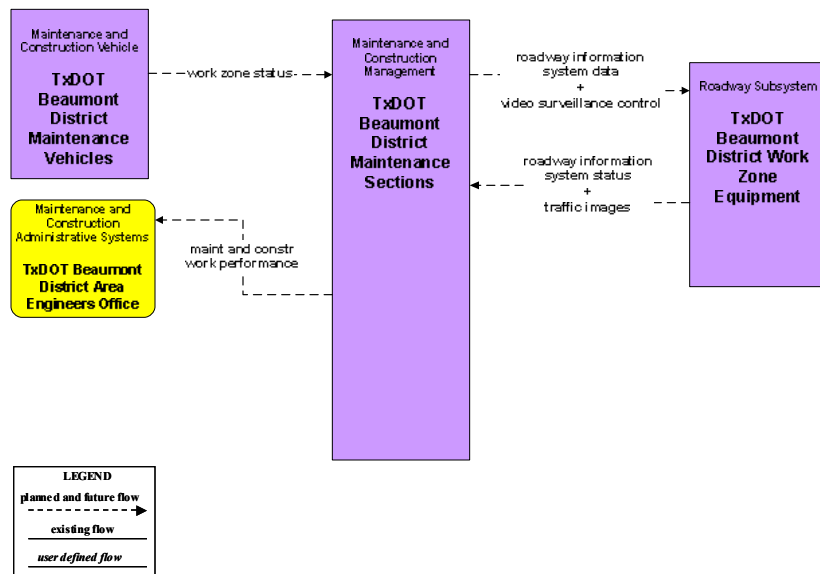 Maintenance and
Construction Vehicle
TxDOT
Beaumont
District
Maintenance
Vehicles
work zone status
Maintenance and
Construction
Management
TxDOT
Beaumont
District
Maintenance
Sections
roadway information
system data
+
video surveillance control
roadway information
system status
+
traffic images
Roadway Subsystem
TxDOT
Beaumont
District Work
Zone
Equipment
Maintenance and
Construction
Administrative Systems
TxDOT Beaumont
District Area
Engineers Office
maint and constr
work performance
LEGEND
planned and future flow
existing flow
user defined flow